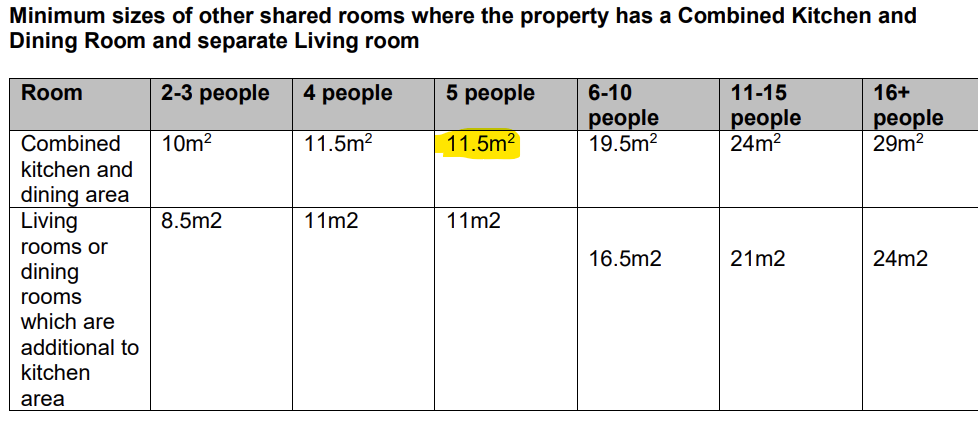 Minimum sizes of other shared rooms where the property has a Combined Kitchen and
Dining Room and separate Living room
Room 2-3 people 4 people 5 people 6-10 people 11-15 people 16+ people
Combined kitchen and dining area 10m² 11.5m² 11.5m² 19.5m² 24m² 29m²
Living rooms or dining rooms which are additional to kitchen area 8.5m2 11m2 11m2 16.5m2 21m2 24m2